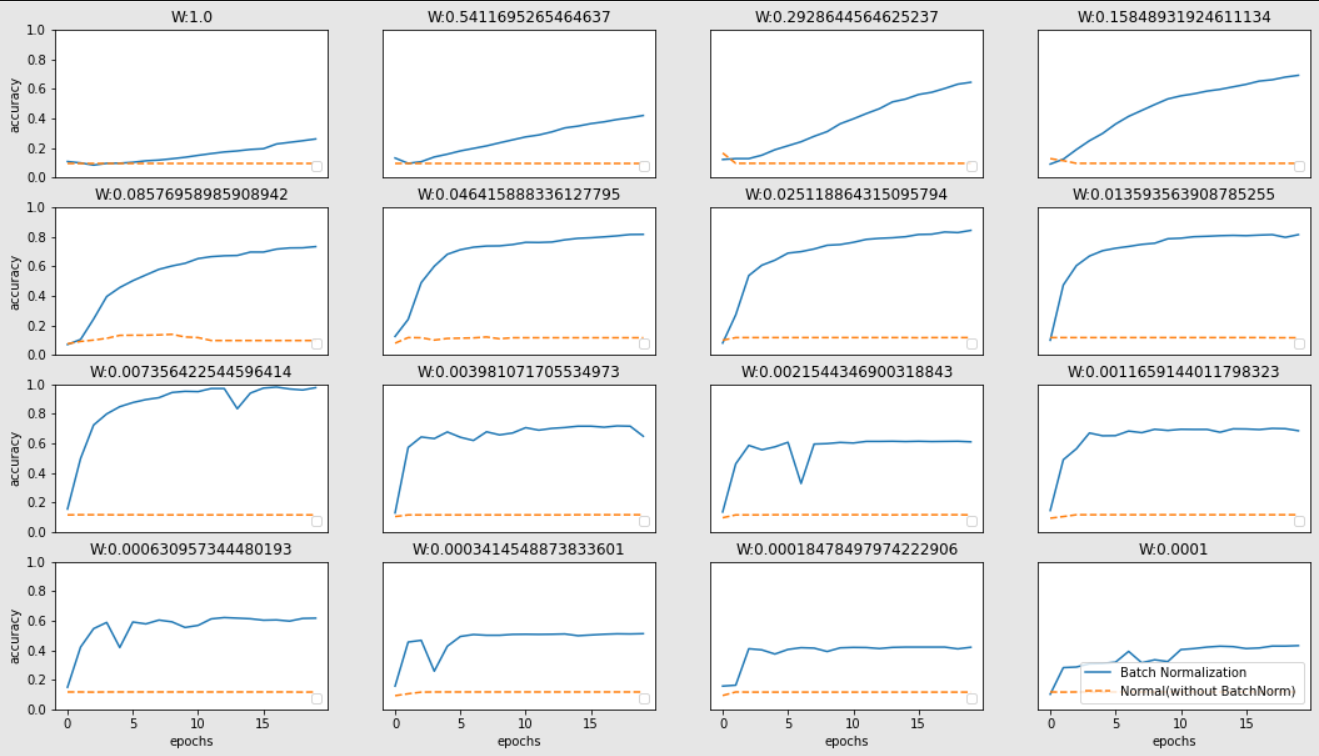 W:1.0 W:0.5411695265464637 W:0.2928644564625237 W:0.15848931924611134
1.0
0.8
0.6
0.4
0.2
0.0
accuracy
W:0.08576958985908942 W:0.046415888336127795 W:0.025118864315095794 W:0.013593563908785255
1.0
0.8
0.6
0.4
0.2
0.0
accuracy
W:0.0073564225445​96414 W:0.003981071705534973 W:0.0021544346900318843 W:0.0011659144011798323
1.0
0.8
0.6
0.4
0.2
0.0
accuracy
W:0.000630957344480193 W:0.00034145488738336​01 W:0.00018478497974222906 W:0.0001
1.0
0.8
0.6
0.4
0.2
0.0
accuracy
Batch Normalization
Normal(without BatchNorm)
0 5 10 15 0 5 10 15 0 5 10 15 0 5 10 15
epochs epochs epochs epochs